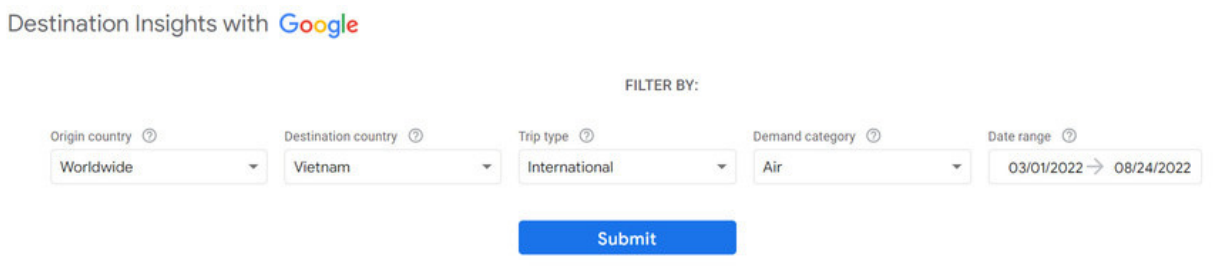 Destination Insights with Google
FILTER BY:
Origin country Destination country Trip type Demand category Date range
Worldwide Vietnam International Air 03/01/2022 → 08/24/2022
Submit